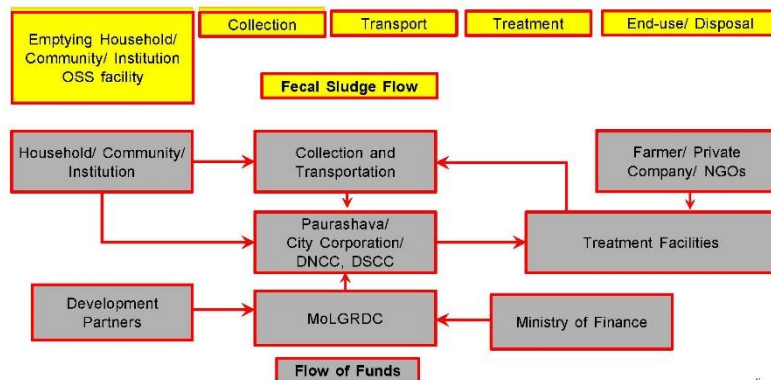 Emptying Household/
Community/ Institution
OSS facility
Collection
Transport
Treatment
End-use/ Disposal
Fecal Sludge Flow
Household/ Community/
Institution
Collection and
Transportation
Farmer/ Private
Company/ NGOs
Paurashava/
City Corporation/
DNCC, DSCC
Treatment Facilities
Development
Partners
MoLGRDC
Ministry of Finance
Flow of Funds